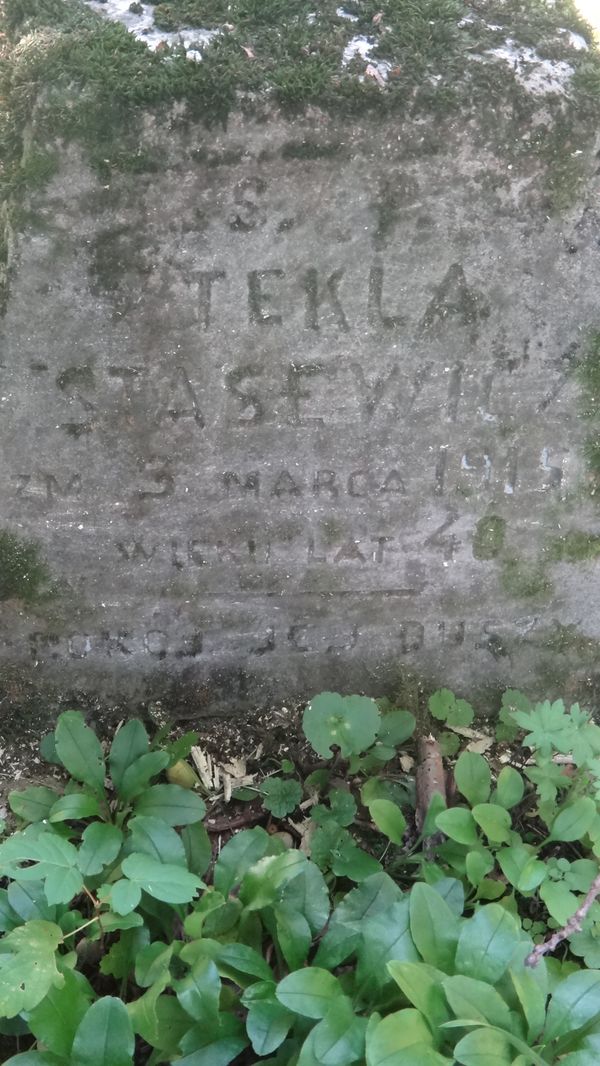 Ś. P.
TEKLA
STASEWICZ
ZM 3 MARCA 1915
WIEKU LAT 40
POKÓJ JEJ DUSZY